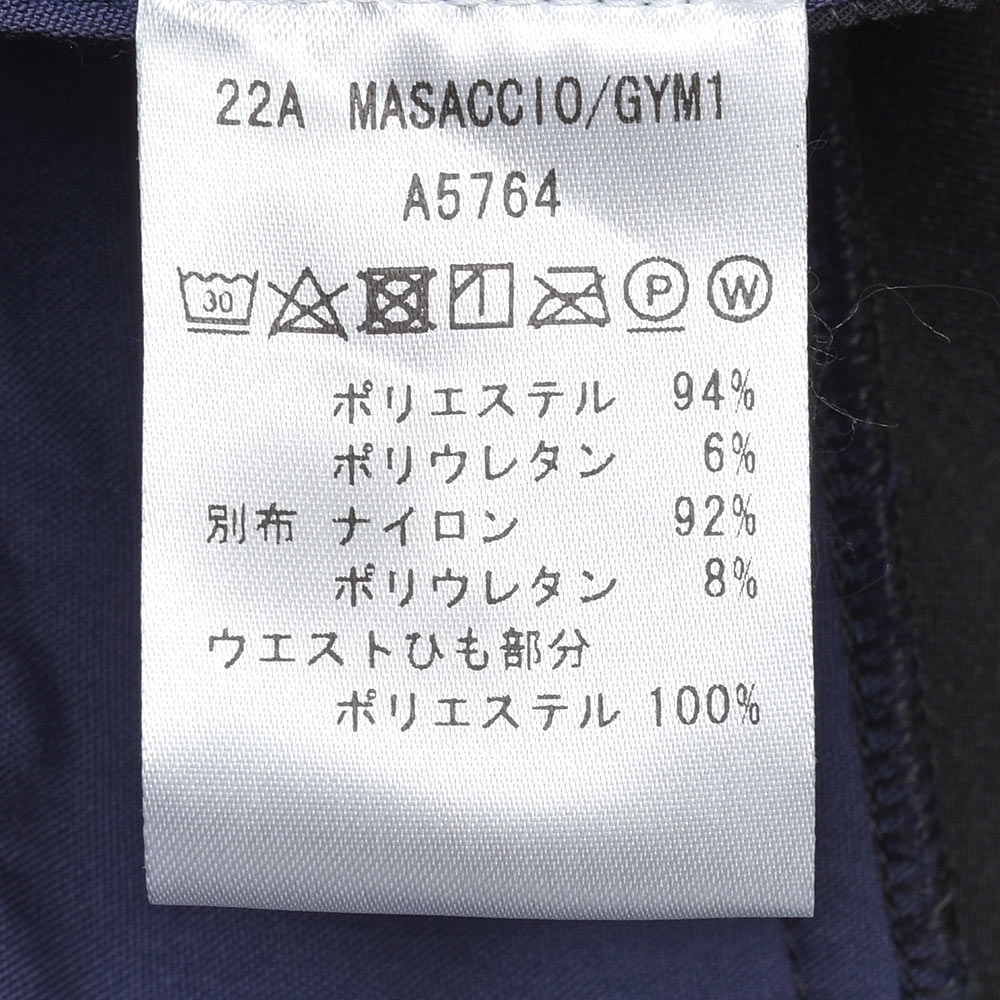 22A MASACCIO/GYM1
A5764
30 P W
ポリエステル 94%
ポリウレタン 6%
別布 ナイロン 92%
ポリウレタン 8%
ウエストひも部分
ポリエステル 100%